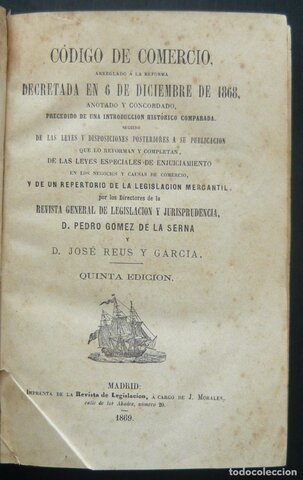 CÓDIGO DE COMERCIO,
ARREGLADO Á LA REFORMA
DECRETADA EN 6 DE DICIEMBRE DE 1868,
ANOTADO Y CONCORDADO,
PRECEDIDO DE UNA INTRODUCCION HISTÓRICO COMPARADA
SEGUIDO
DE LAS LEYES Y DISPOSICIONES POSTERIORES A SU PUBLICACION
QUE LO REFORMAN Y COMPLETAN,
DE LAS LEYES ESPECIALES DE ENJUICIAMIENTO
EN LOS NEGOCIOS Y CAUSAS DE COMERCIO,
Y DE UN REPERTORIO DE LA LEGISLACION MERCANTIL,
por los Directores de la
REVISTA GENERAL DE LEGISLACION Y JURISPRUDENCIA,
D. PEDRO GOMEZ DE LA SERNA
Y
D. JOSÉ REUS Y GARCIA.
QUINTA EDICION.
MADRID:
IMPRENTA DE LA Revista de Legislacion, Á CARGO DE J. MORALES,
calle de los Abades, número 20.
1869.
todocoleccion